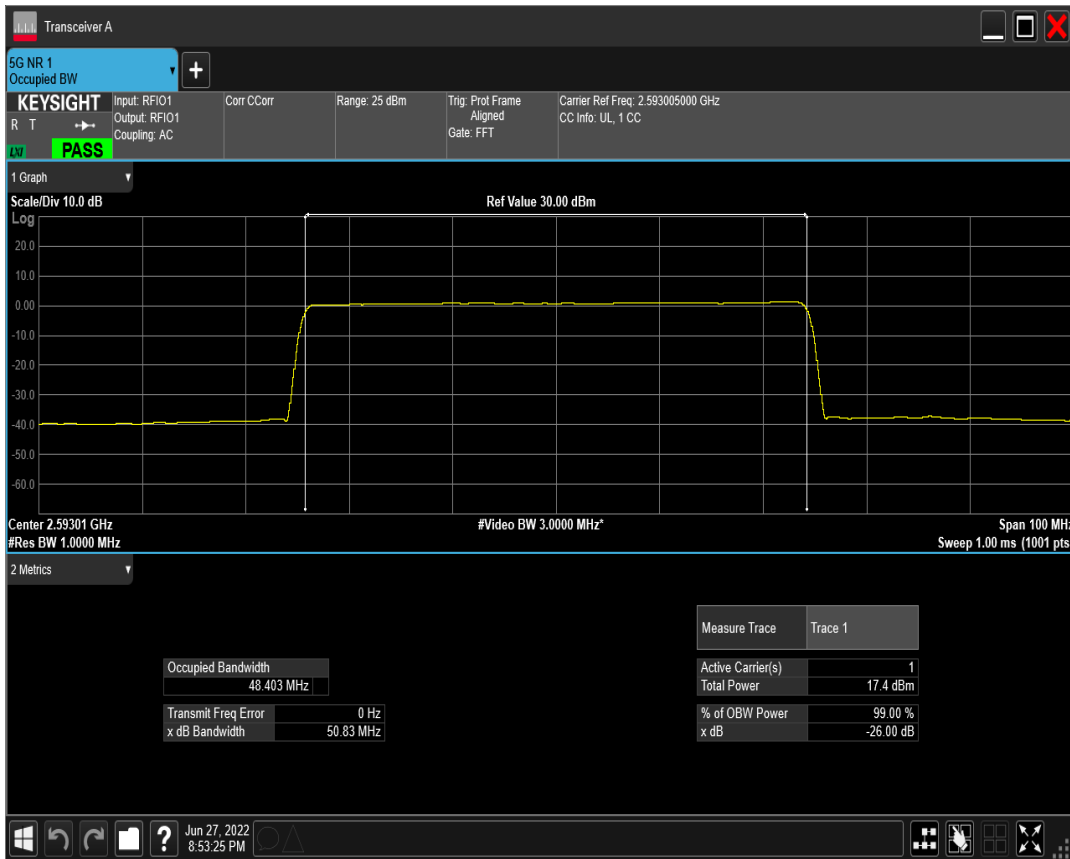 Transceiver A
5G NR 1
Occupied BW
+
KEYSIGHT
R T
LXI
PASS
Input: RFIO1
Output: RFIO1
Coupling: AC
Corr CCorr
Range: 25 dBm
Trig: Prot Frame
Aligned
Gate: FFT
Carrier Ref Freq: 2.593005000 GHz
CC Info: UL, 1 CC
1 Graph
Scale/Div 10.0 dB
Ref Value 30.00 dBm
Log
20.0
10.0
0.00
-10.0
-20.0
-30.0
-40.0
-50.0
-60.0
Center 2.59301 GHz
#Video BW 3.0000 MHz*
Span 100 MHz
#Res BW 1.0000 MHz
Sweep 1.00 ms (1001 pts
2 Metrics
Measure Trace Trace 1
Occupied Bandwidth
48.403 MHz
Active Carrier(s) 1
Total Power 17.4 dBm
Transmit Freq Error 0 Hz
x dB Bandwidth 50.83 MHz
% of OBW Power 99.00 %
x dB -26.00 dB
?
Jun 27, 2022
8:53:25 PM